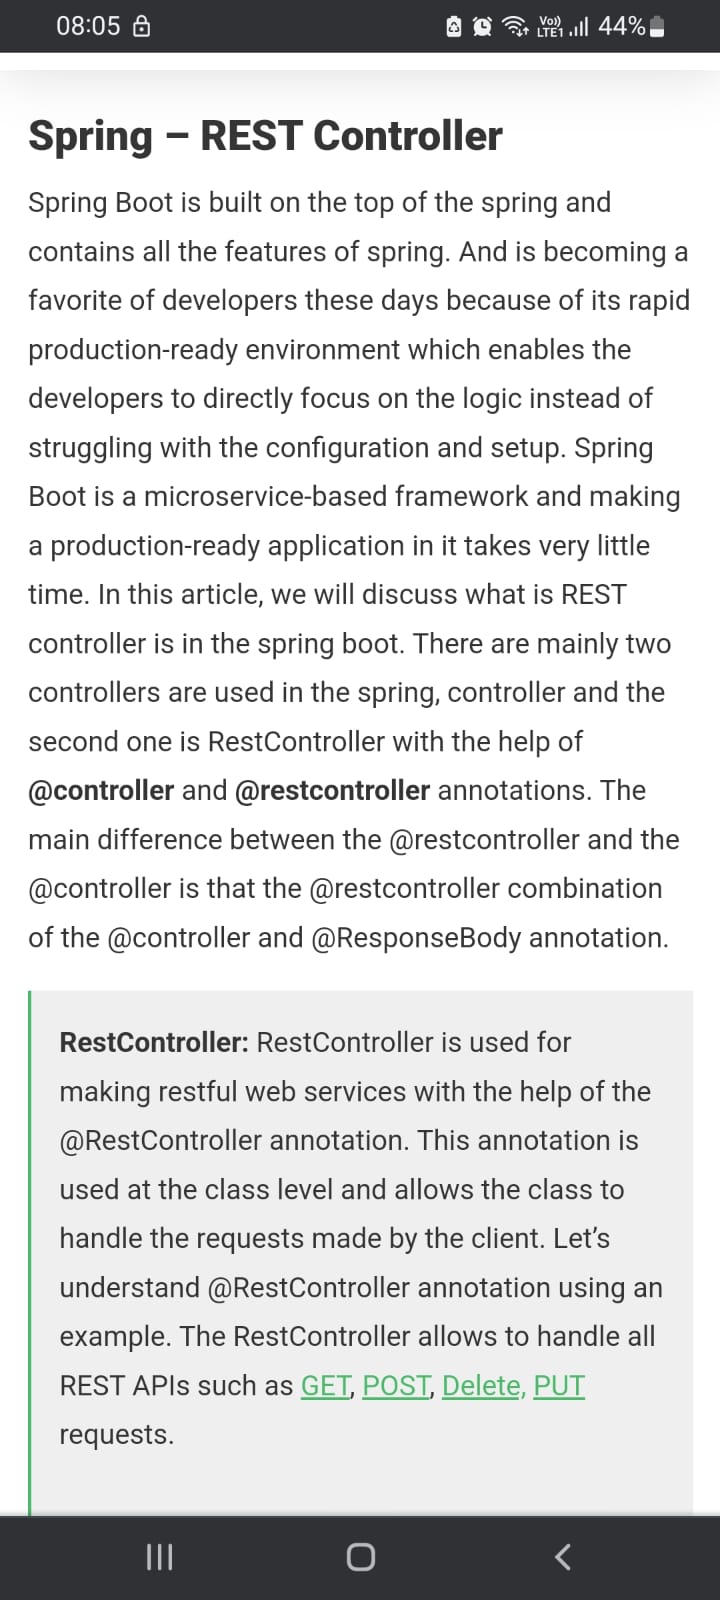 08:05
Vo)) LTE1 44%
Spring – REST Controller
Spring Boot is built on the top of the spring and
contains all the features of spring. And is becoming a
favorite of developers these days because of its rapid
production-ready environment which enables the
developers to directly focus on the logic instead of
struggling with the configuration and setup. Spring
Boot is a microservice-based framework and making
a production-ready application in it takes very little
time. In this article, we will discuss what is REST
controller is in the spring boot. There are mainly two
controllers are used in the spring, controller and the
second one is RestController with the help of
@controller and @restcontroller annotations. The
main difference between the @restcontroller and the
@controller is that the @restcontroller combination
of the @controller and @ResponseBody annotation.
RestController: RestController is used for
making restful web services with the help of the
@RestController annotation. This annotation is
used at the class level and allows the class to
handle the requests made by the client. Let’s
understand @RestController annotation using an
example. The RestController allows to handle all
REST APIs such as GET, POST, Delete, PUT
requests.